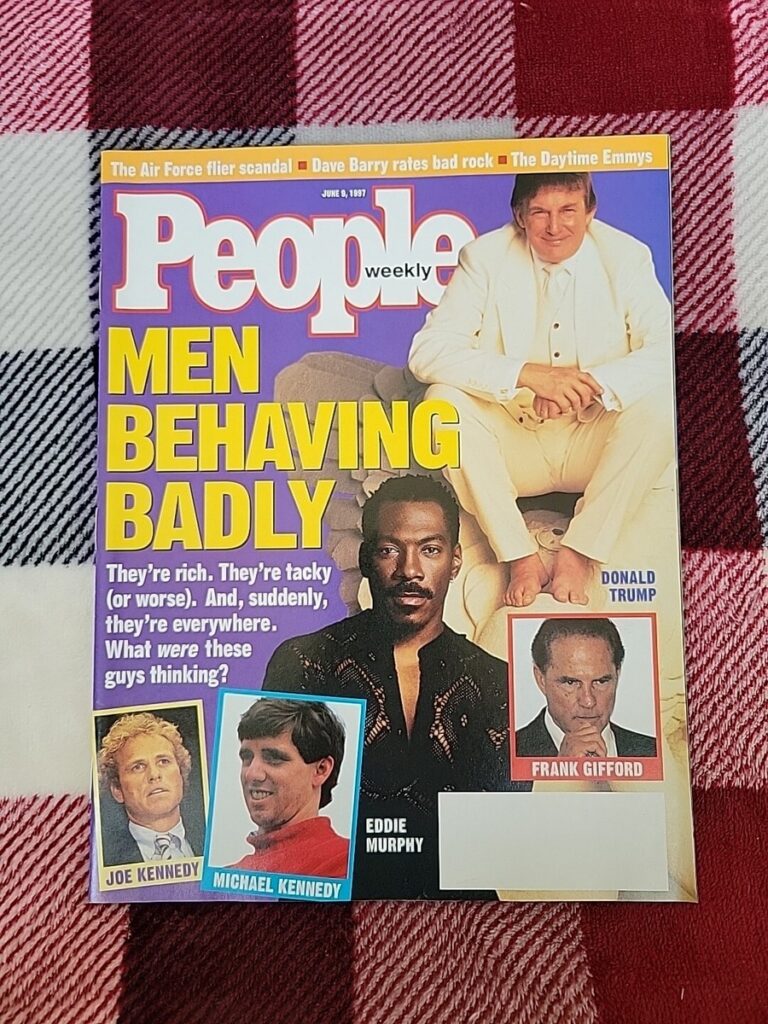 The Air Force flier scandal ■ Dave Barry rates bad rock ■ The Daytime Emmys
JUNE 9, 1997
People
weekly
MEN
BEHAVING
BADLY
They're rich. They're tacky
(or worse). And, suddenly,
they're everywhere.
What were these
guys thinking?
DONALD
TRUMP
FRANK GIFFORD
EDDIE
MURPHY
JOE KENNEDY
MICHAEL KENNEDY